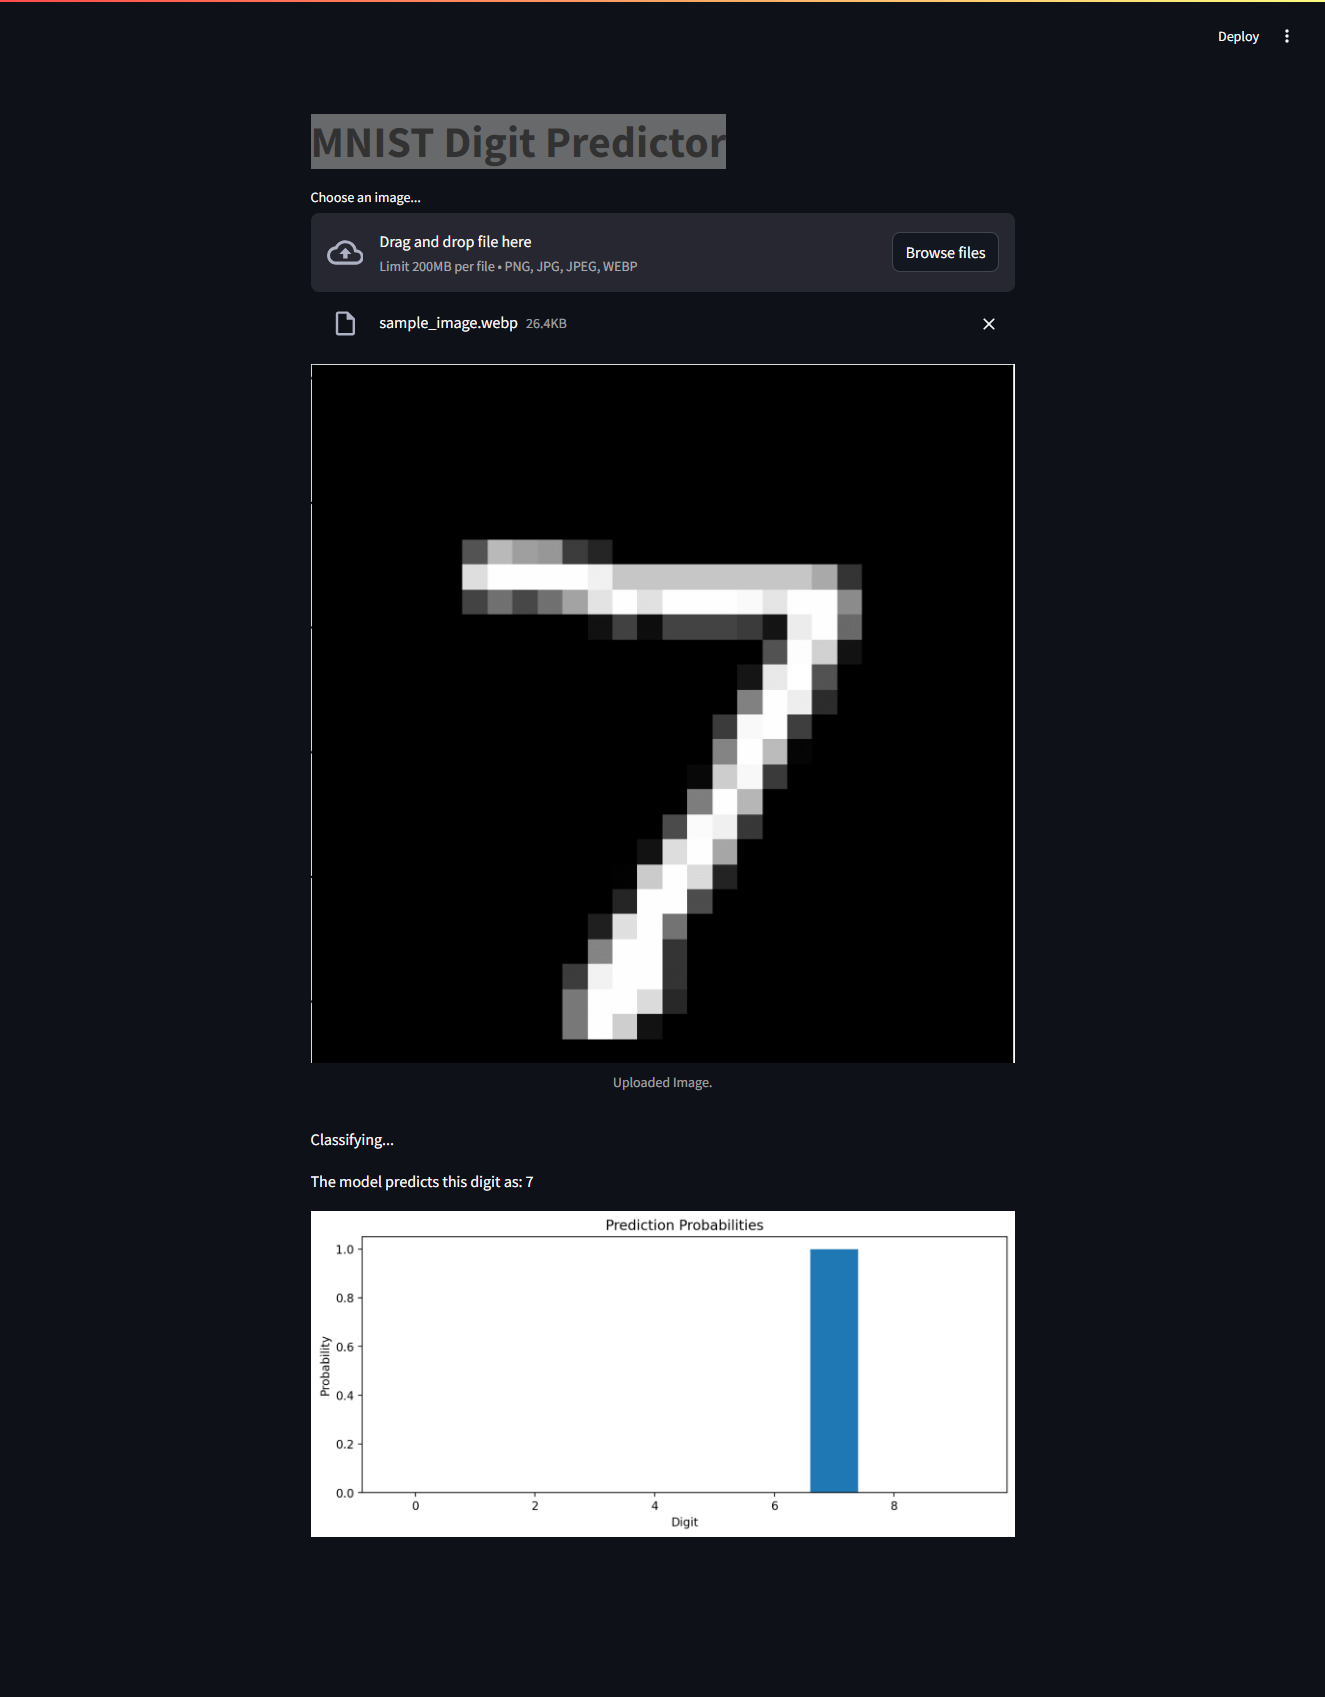 Deploy
MNIST Digit Predictor
Choose an image...
Drag and drop file here
Limit 200MB per file • PNG, JPG, JPEG, WEBP
Browse files
sample_image.webp 26.4KB
7
Uploaded Image.
Classifying...
The model predicts this digit as: 7
Prediction Probabilities
1.0
0.8
0.6
0.4
0.2
0.0
Probability
0 2 4 6 8
Digit